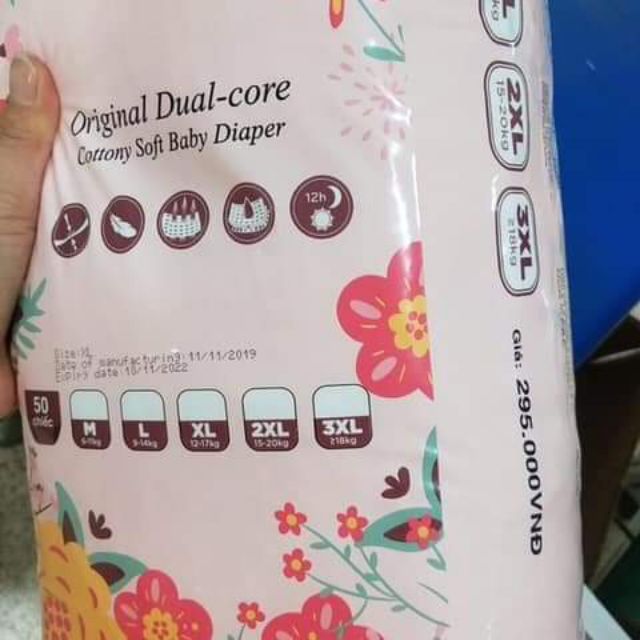 Original Dual-core
Cottony Soft Baby Diaper
12h
Date of manufacturing: 11/11/2019
Expiry date: 10/11/2022
50
chiếc
M
6-11kg
L
9-14kg
XL
12-17kg
2XL
15-20kg
3XL
≥18kg
2XL
15-20kg
3XL
≥18kg
Giá: 295.000VNĐ